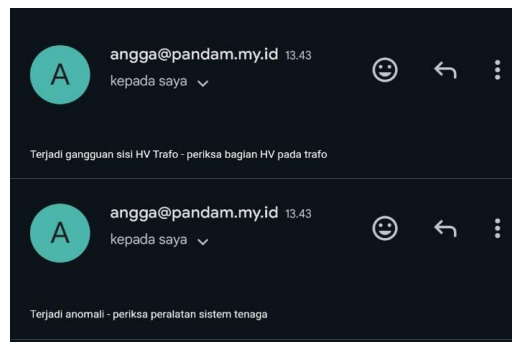 angga@pandam.my.id 13.43
A
kepada saya
Terjadi gangguan sisi HV Trafo - periksa bagian HV pada trafo
angga@pandam.my.id 13.43
A
kepada saya
Terjadi anomali - periksa peralatan sistem tenaga